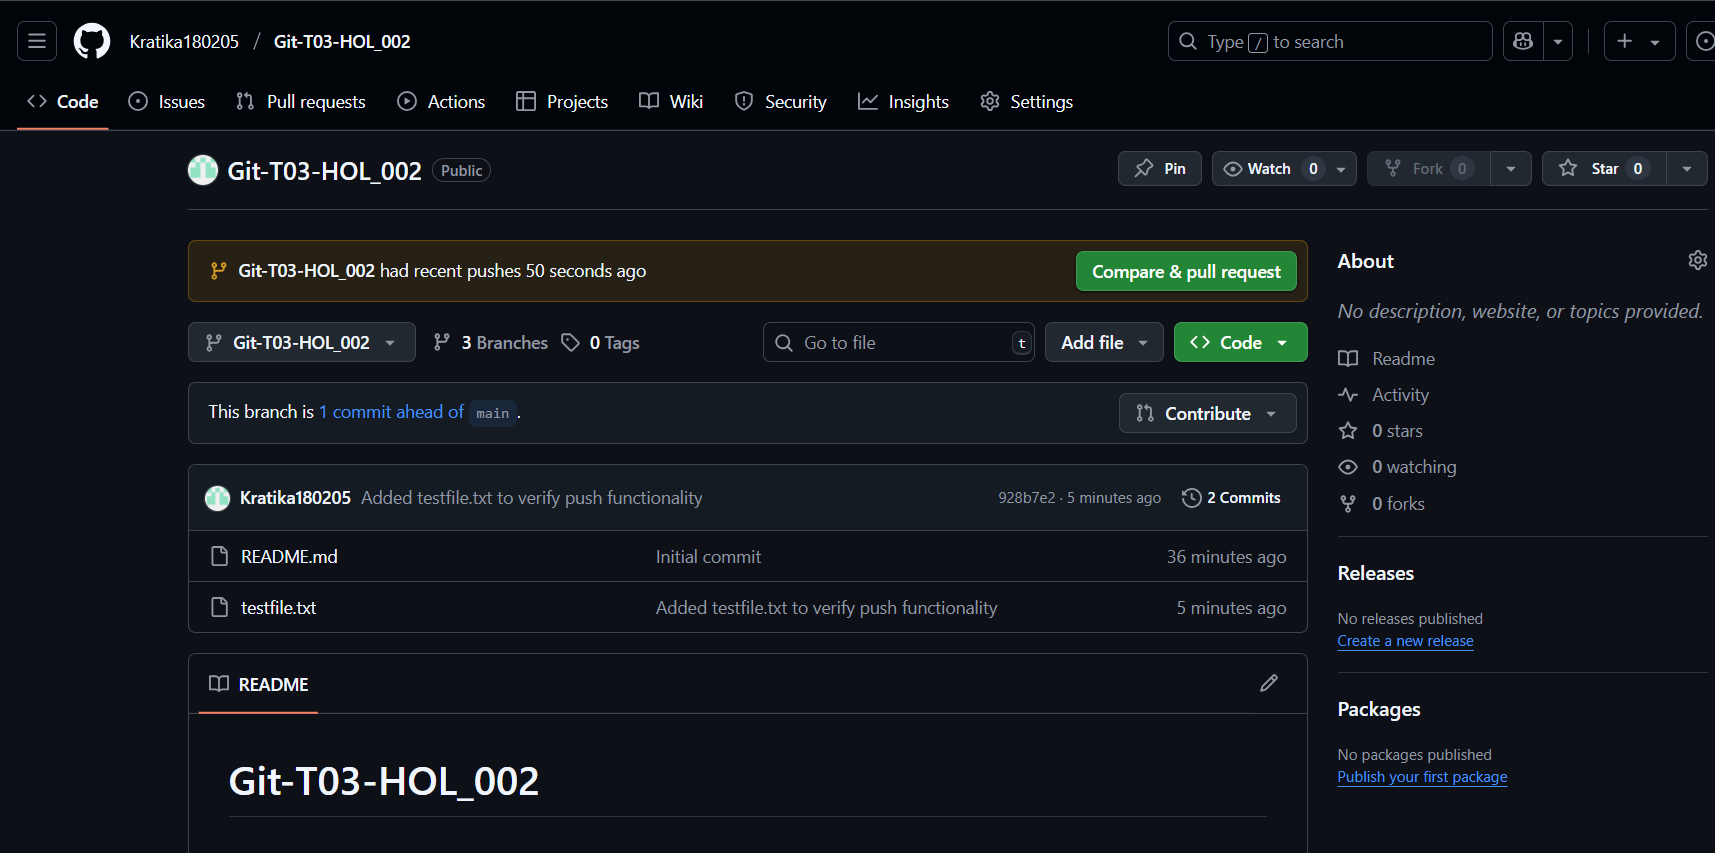 Kratika180205 / Git-T03-HOL_002
Type / to search
Code Issues Pull requests Actions Projects Wiki Security Insights Settings
Git-T03-HOL_002 Public
Pin Watch 0 Fork 0 Star 0
Git-T03-HOL_002 had recent pushes 50 seconds ago
Compare & pull request
Git-T03-HOL_002 3 Branches 0 Tags
Go to file t Add file Code
This branch is 1 commit ahead of main .
Contribute
Kratika180205 Added testfile.txt to verify push functionality 928b7e2 · 5 minutes ago 2 Commits
README.md Initial commit 36 minutes ago
testfile.txt Added testfile.txt to verify push functionality 5 minutes ago
README
Git-T03-HOL_002
About
No description, website, or topics provided.
Readme
Activity
0 stars
0 watching
0 forks
Releases
No releases published
Create a new release
Packages
No packages published
Publish your first package